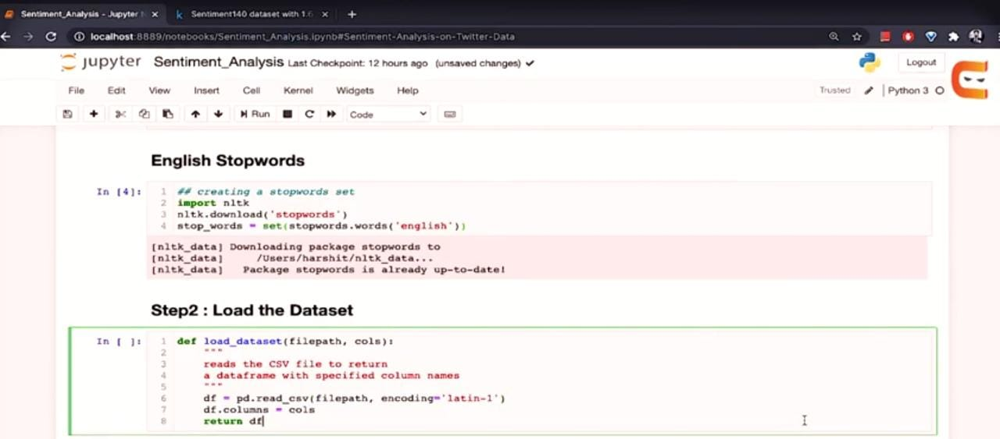 Sentiment_Analysis - Jupyter N
Sentiment140 dataset with 1.6
localhost:8889/notebooks/Sentiment_Analysis.ipynb#Sentiment-Analysis-on-Twitter-Data
jupyter Sentiment_Analysis Last Checkpoint: 12 hours ago (unsaved changes)
Logout
File Edit View Insert Cell Kernel Widgets Help
Trusted Python 3
Run Code
English Stopwords
In [4]:
1 ## creating a stopwords set
2 import nltk
3 nltk.download('stopwords')
4 stop_words = set(stopwords.words('english'))
[nltk_data] Downloading package stopwords to
[nltk_data]     /Users/harshit/nltk_data...
[nltk_data]   Package stopwords is already up-to-date!
Step2 : Load the Dataset
In [ ]:
1 def load_dataset(filepath, cols):
2     """
3     reads the CSV file to return
4     a dataframe with specified column names
5     """
6     df = pd.read_csv(filepath, encoding='latin-1')
7     df.columns = cols
8     return df